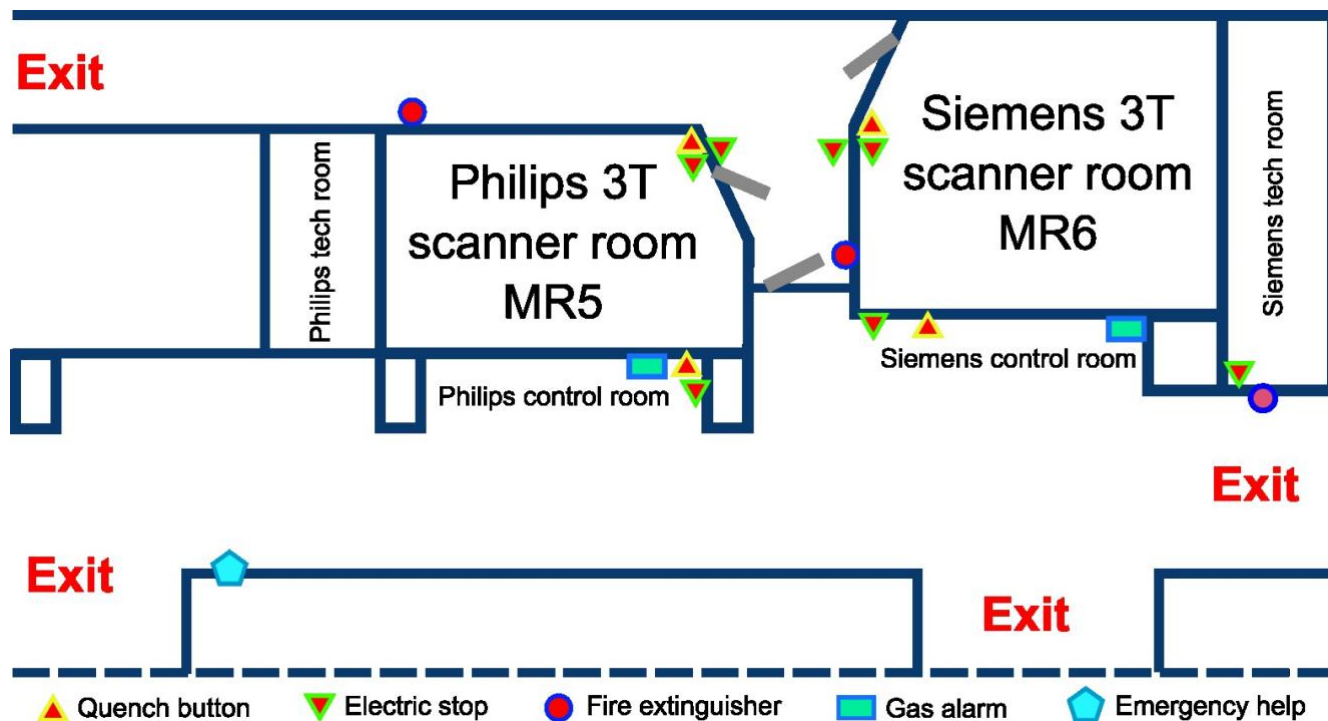 Exit
Philips tech room
Philips 3T
scanner room
MR5
Siemens 3T
scanner room
MR6
Siemens tech room
Philips control room
Siemens control room
Exit
Exit
Exit
Quench button
Electric stop
Fire extinguisher
Gas alarm
Emergency help